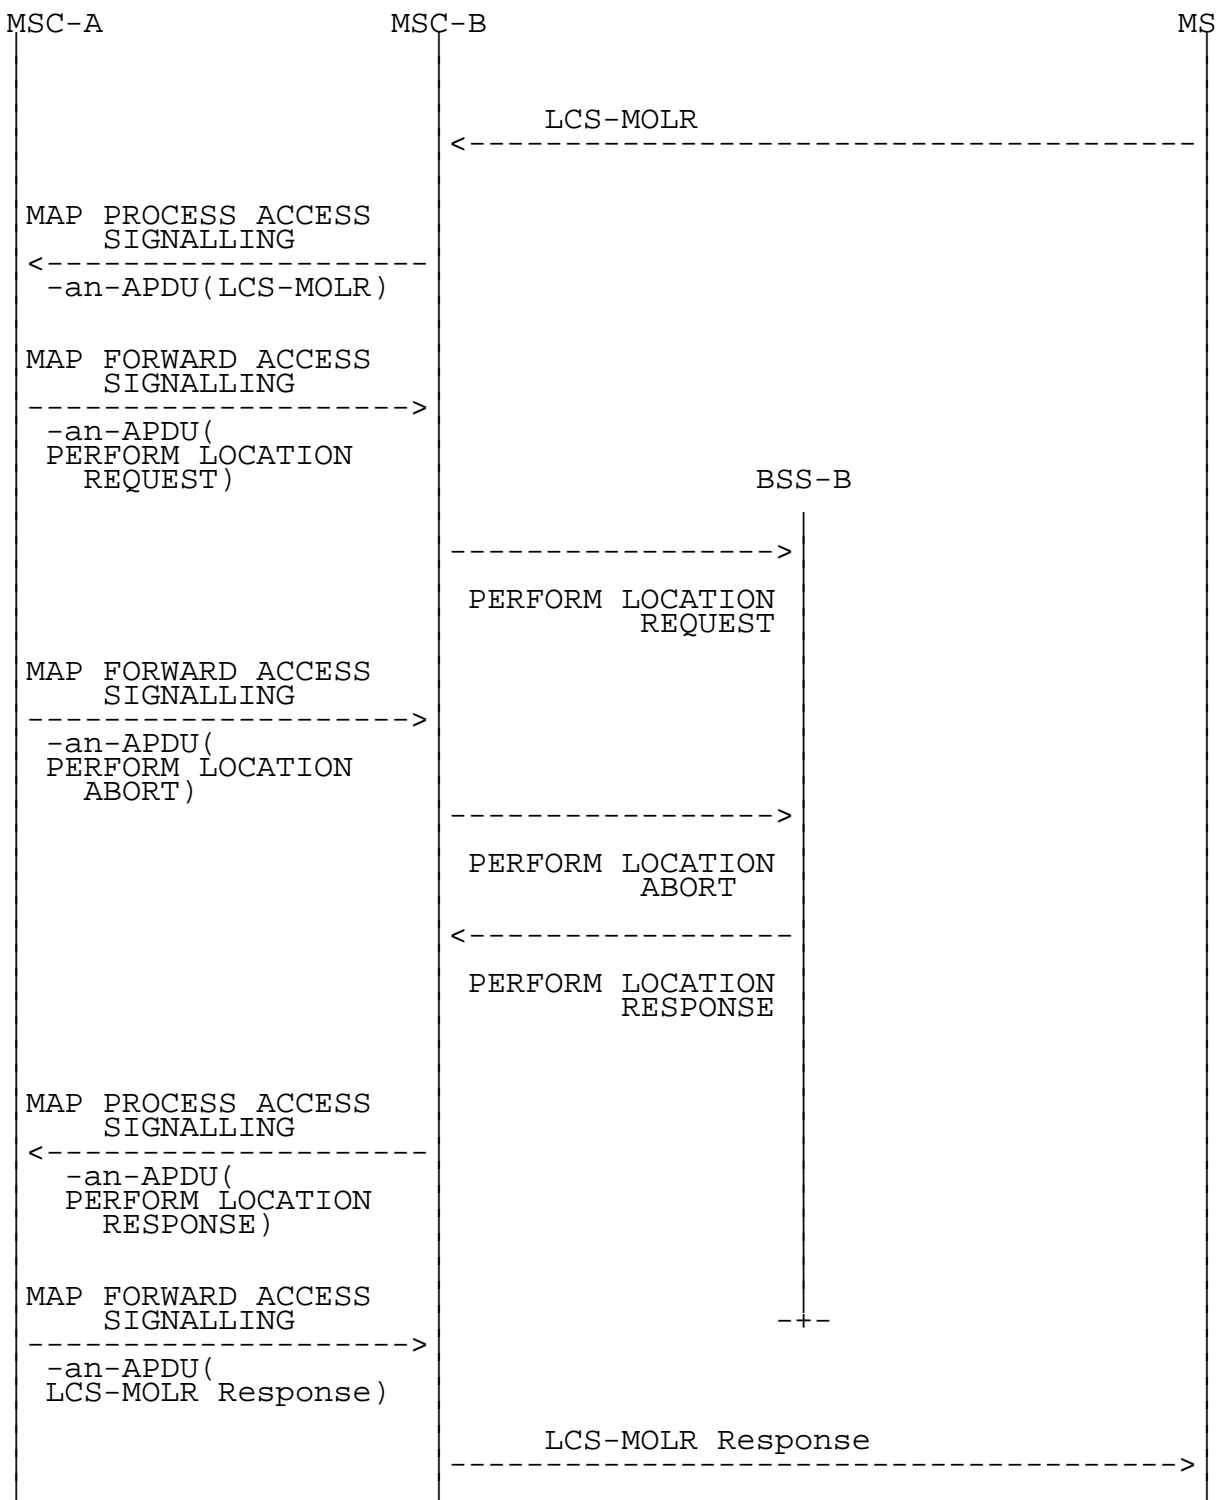 MSC-A MSC-B MS
LCS-MOLR
MAP PROCESS ACCESS
SIGNALLING
-an-APDU(LCS-MOLR)
MAP FORWARD ACCESS
SIGNALLING
-an-APDU(
PERFORM LOCATION
REQUEST)
BSS-B
PERFORM LOCATION
REQUEST
MAP FORWARD ACCESS
SIGNALLING
-an-APDU(
PERFORM LOCATION
ABORT)
PERFORM LOCATION
ABORT
PERFORM LOCATION
RESPONSE
MAP PROCESS ACCESS
SIGNALLING
-an-APDU(
PERFORM LOCATION
RESPONSE)
MAP FORWARD ACCESS
SIGNALLING
-an-APDU(
LCS-MOLR Response)
LCS-MOLR Response